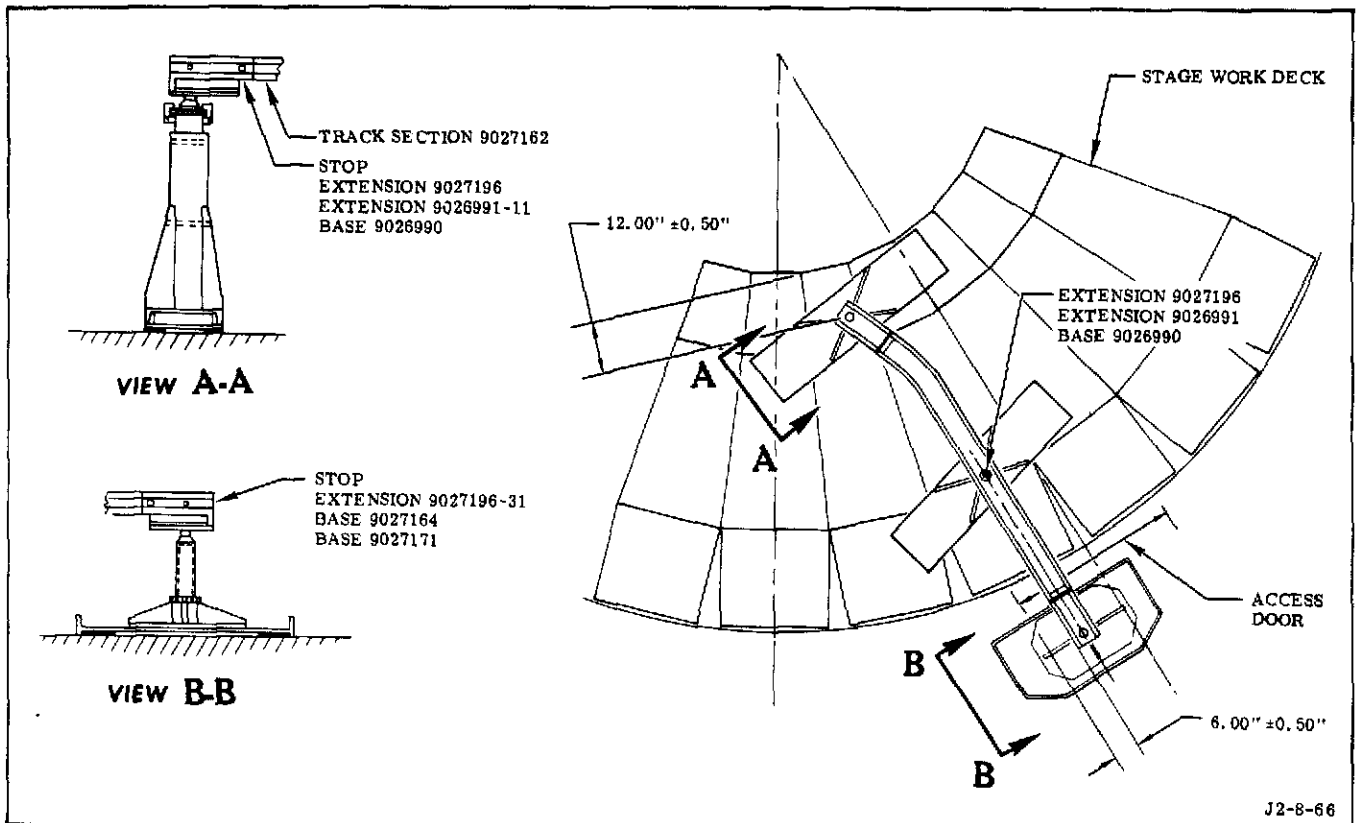 TRACK SECTION 9027162
STOP
EXTENSION 9027196
EXTENSION 9026991-11
BASE 9026990
VIEW A-A
STOP
EXTENSION 9027196-31
BASE 9027164
BASE 9027171
VIEW B-B
STAGE WORK DECK
12.00" ±0.50"
EXTENSION 9027196
EXTENSION 9026991
BASE 9026990
A
A
ACCESS
DOOR
B
B
6.00" ±0.50"
J2-8-66